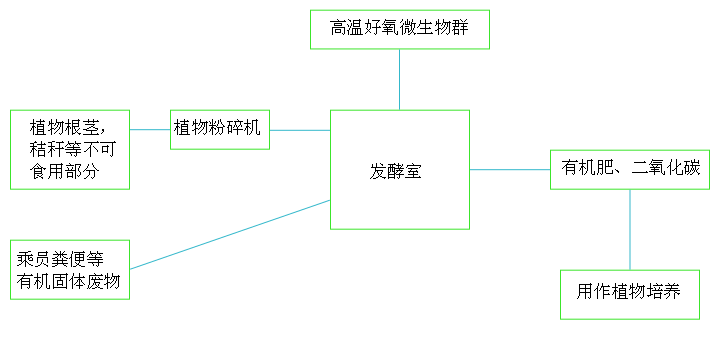 高温好氧微生物群
植物根茎，
秸秆等不可
食用部分
植物粉碎机
发酵室
有机肥、二氧化碳
乘员粪便等
有机固体废物
用作植物培养